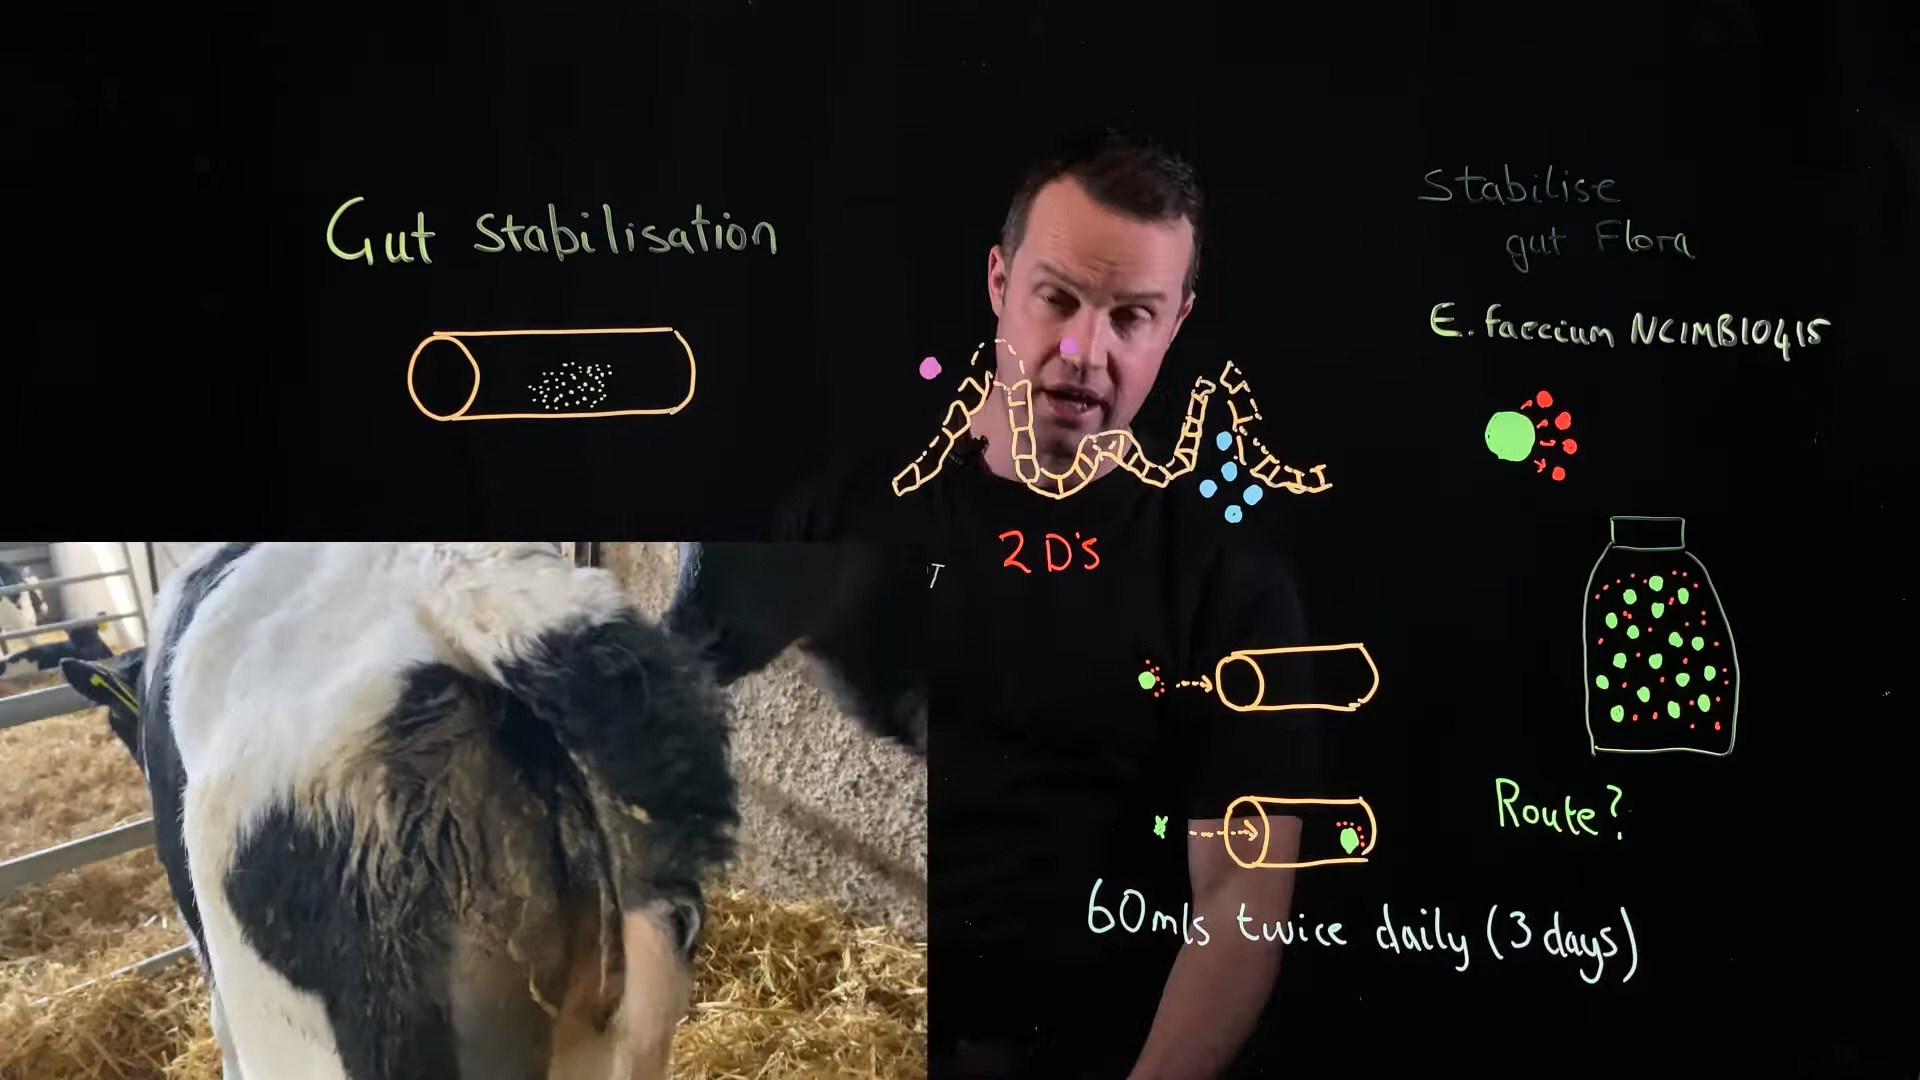 Gut Stabilisation
Stabilise
gut Flora
E. faecium NCIMB10415
2 D's
T
Route?
60mls twice daily (3 days)